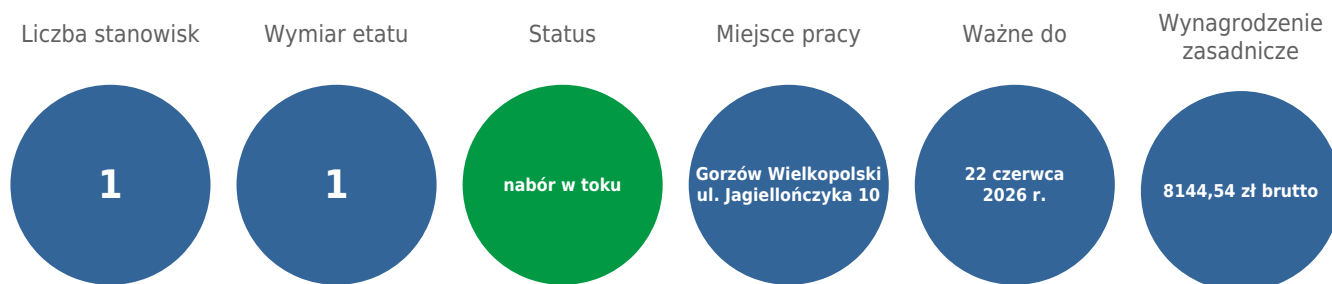 Liczba stanowisk
Wymiar etatu
Status
Miejsce pracy
Ważne do
Wynagrodzenie
zasadnicze
1
1
nabór w toku
Gorzów Wielkopolski
ul. Jagiellończyka 10
22 czerwca
2026 r.
8144,54 zł brutto